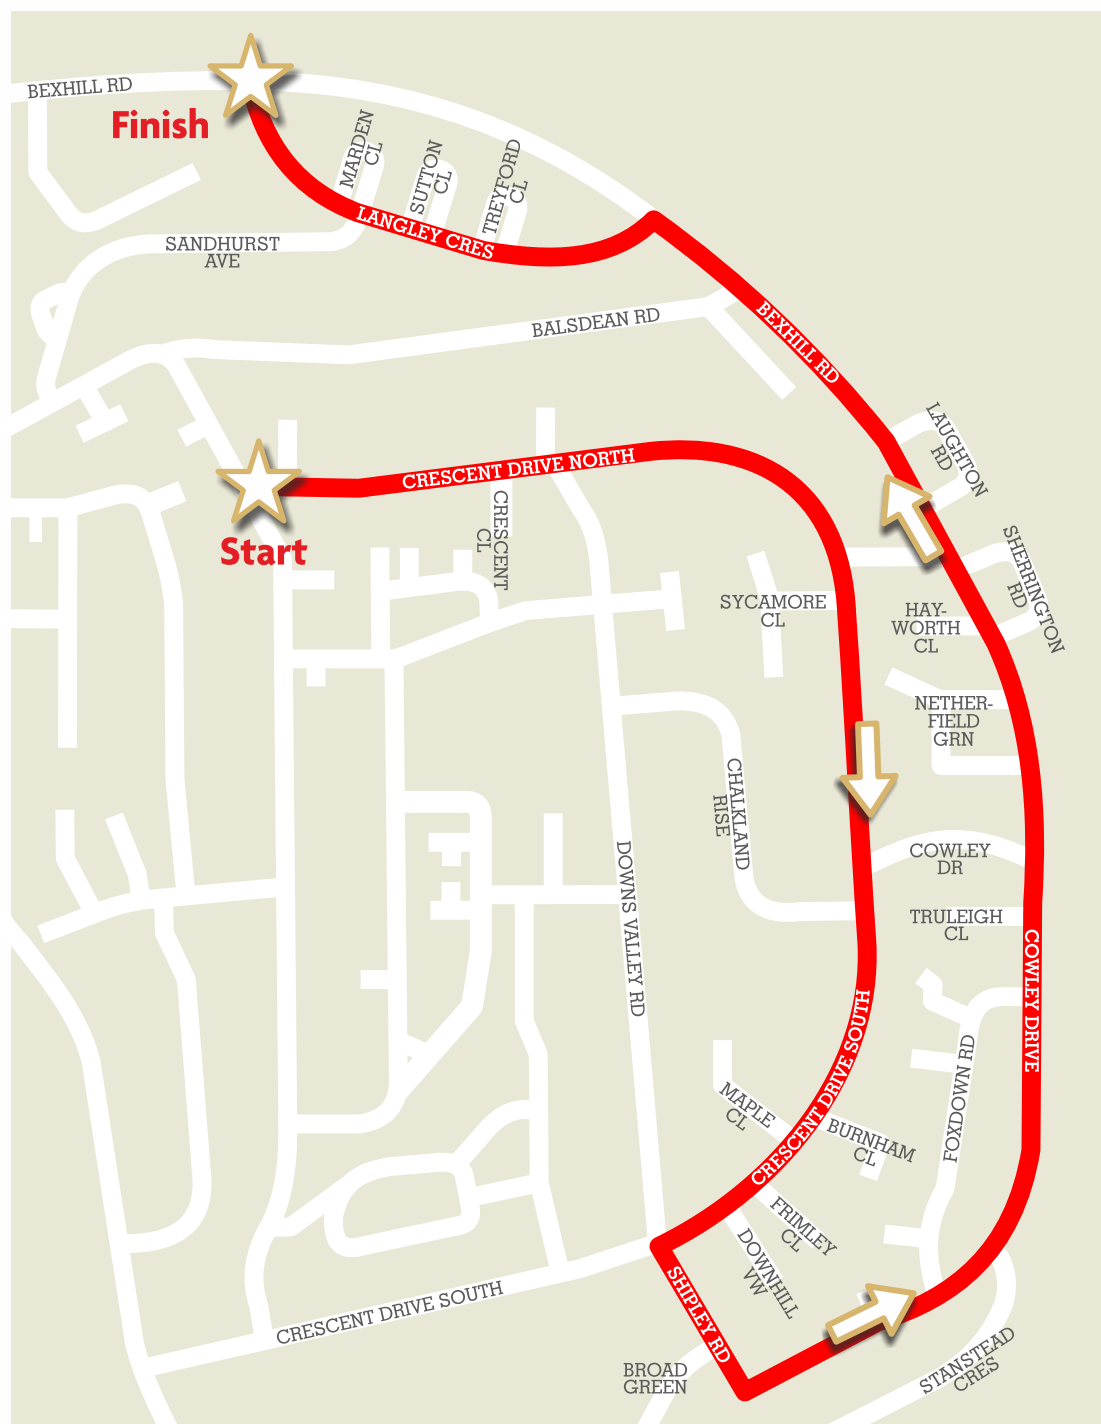 BEXHILL RD
Finish
MARDEN
CL
SUTTON
CL
TREYFORD
CL
LANGLEY CRES
SANDHURST
AVE
BALSDEAN RD
BEXHILL RD
LAUGHTON
RD
CRESCENT DRIVE NORTH
CRESCENT
CL
Start
SHERRINGTON
RD
SYCAMORE
CL
HAY-
WORTH
CL
NETHER-
FIELD
GRN
CHALKLAND
RISE
DOWNS VALLEY RD
COWLEY
DR
TRULEIGH
CL
COWLEY DRIVE
CRESCENT DRIVE SOUTH
FOXDOWN RD
MAPLE
CL
BURNHAM
CL
FRIMLEY
CL
DOWNHILL
VW
SHIPLEY RD
CRESCENT DRIVE SOUTH
BROAD
GREEN
STANSTEAD
CRES